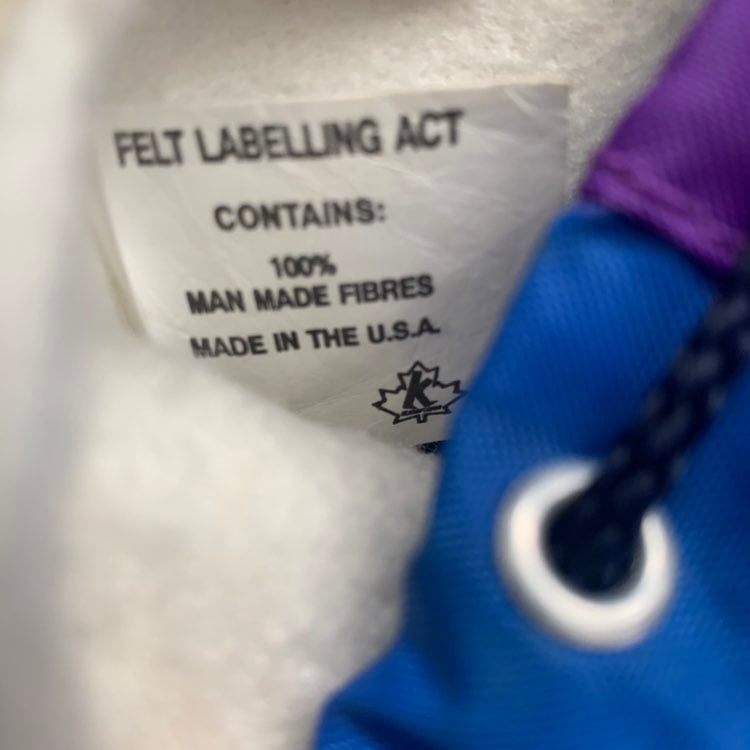 FELT LABELLING ACT
CONTAINS:
100%
MAN MADE FIBRES
MADE IN THE U.S.A.
K